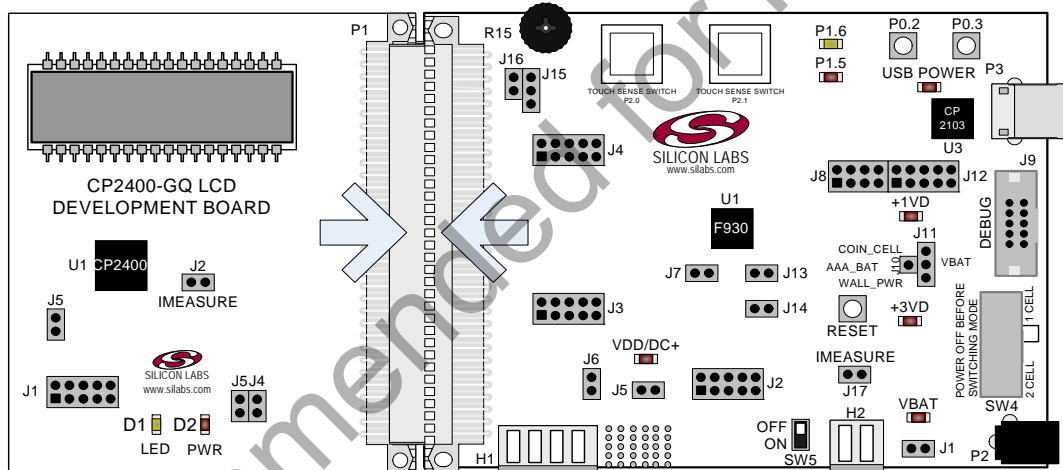 P1
R15
P1.6
P0.2
P0.3
J16
J15
P1.5
USB POWER
P3
TOUCH SENSE SWITCH
P2.0
TOUCH SENSE SWITCH
P2.1
CP
2103
U3
J4
SILICON LABS
www.silabs.com
J9
J8
J12
CP2400-GQ LCD
DEVELOPMENT BOARD
U1
F930
+1VD
DEBUG
J11
COIN_CELL
J10
AAA_BAT
VBAT
WALL_PWR
U1
CP2400
J2
IMEASURE
J7
J13
J5
J3
J14
RESET
+3VD
POWER OFF BEFORE
SWITCHING MODE
1 CELL
2 CELL
SW4
SILICON LABS
www.silabs.com
VDD/DC+
IMEASURE
J17
J1
J5
J4
J6
J5
J2
D1
LED
D2
PWR
OFF
ON
SW5
H2
VBAT
J1
P2
H1
mmended for